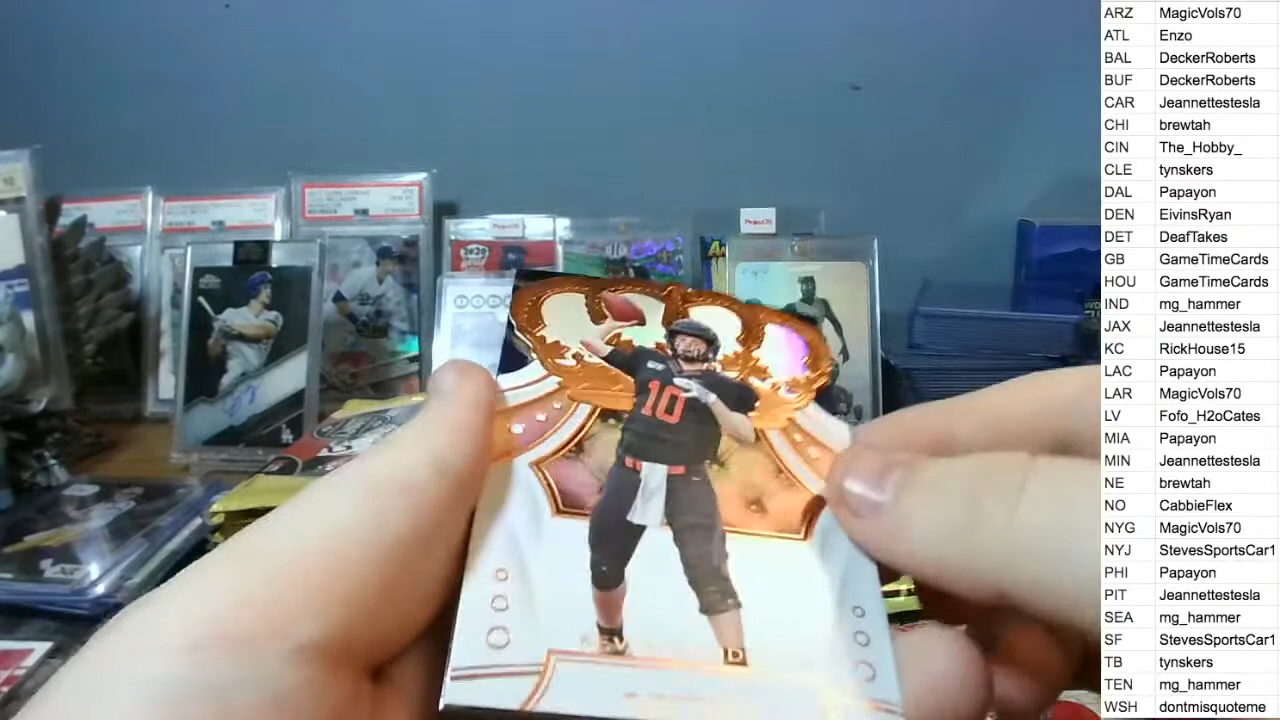 ARZ MagicVols70
ATL Enzo
BAL DeckerRoberts
BUF DeckerRoberts
CAR Jeannettestesla
CHI brewtah
CIN The_Hobby_
CLE tynskers
DAL Papayon
DEN EivinsRyan
DET DeafTakes
GB GameTimeCards
HOU GameTimeCards
IND mg_hammer
JAX Jeannettestesla
KC RickHouse15
LAC Papayon
LAR MagicVols70
LV Fofo_H2oCates
MIA Papayon
MIN Jeannettestesla
NE brewtah
NO CabbieFlex
NYG MagicVols70
NYJ StevesSportsCar1
PHI Papayon
PIT Jeannettestesla
SEA mg_hammer
SF StevesSportsCar1
TB tynskers
TEN mg_hammer
WSH dontmisquoteme
10